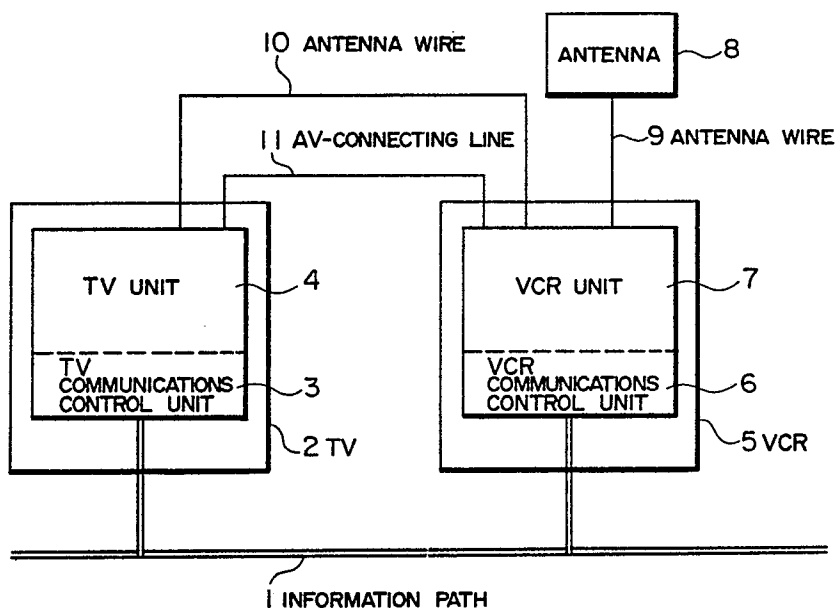 10 ANTENNA WIRE
ANTENNA
8
11 AV-CONNECTING LINE
9 ANTENNA WIRE
TV UNIT
4
VCR UNIT
7
TV
COMMUNICATIONS
CONTROL UNIT
3
VCR
COMMUNICATIONS
CONTROL UNIT
6
2 TV
5 VCR
1 INFORMATION PATH